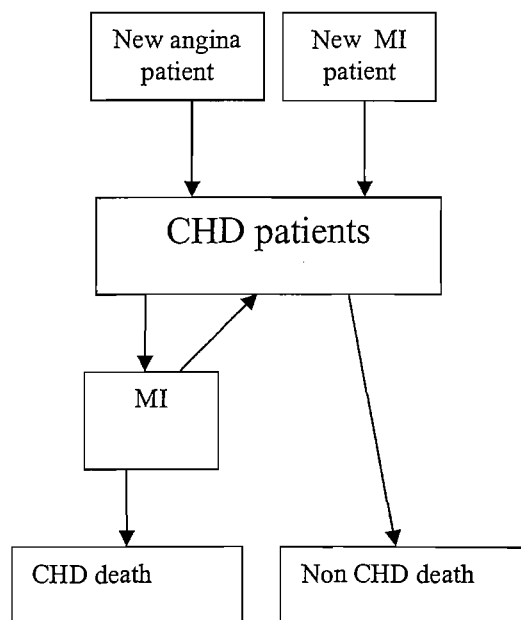 New angina
patient
New MI
patient
CHD patients
MI
CHD death
Non CHD death